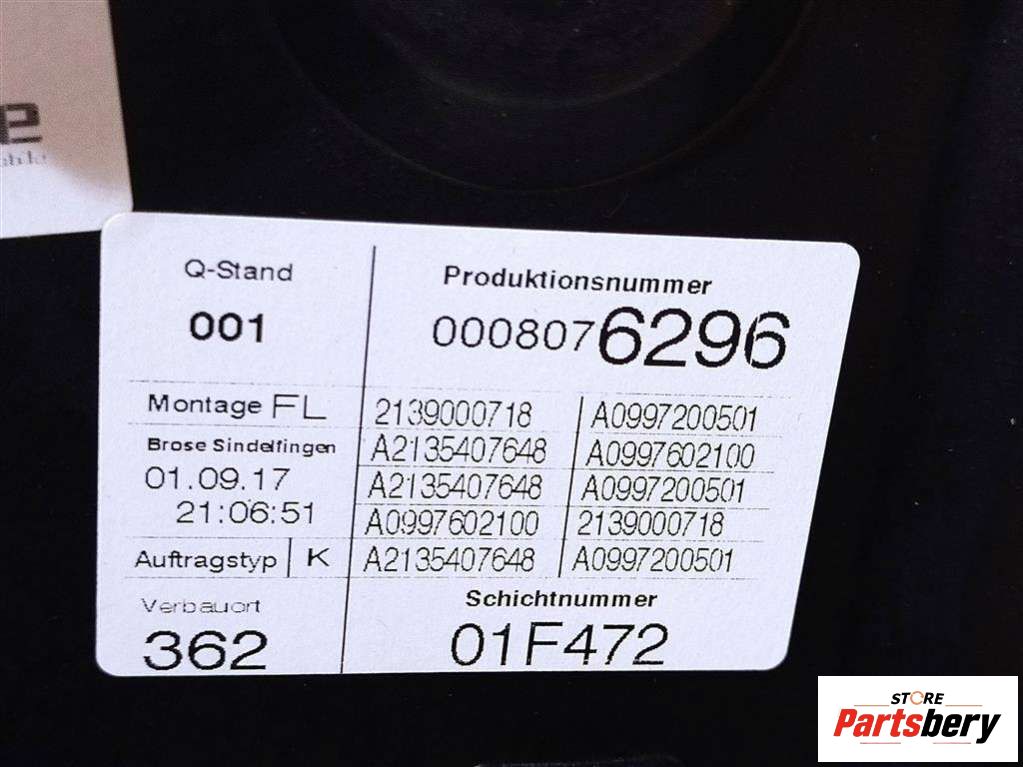 Q-Stand
001
Produktionsnummer
0008076296
Montage FL
Brose Sindelfingen
01.09.17
21:06:51
Auftragstyp K
2139000718 A0997200501
A2135407648 A0997602100
A2135407648 A0997200501
A0997602100 2139000718
A2135407648 A0997200501
Verbauort
362
Schichtnummer
01F472
STORE
Partsbery